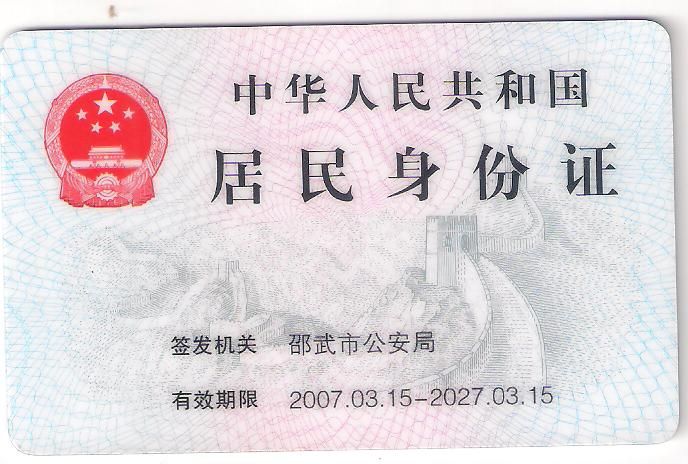 中华人民共和国
居民身份证
签发机关 邵武市公安局
有效期限 2007.03.15-2027.03.15